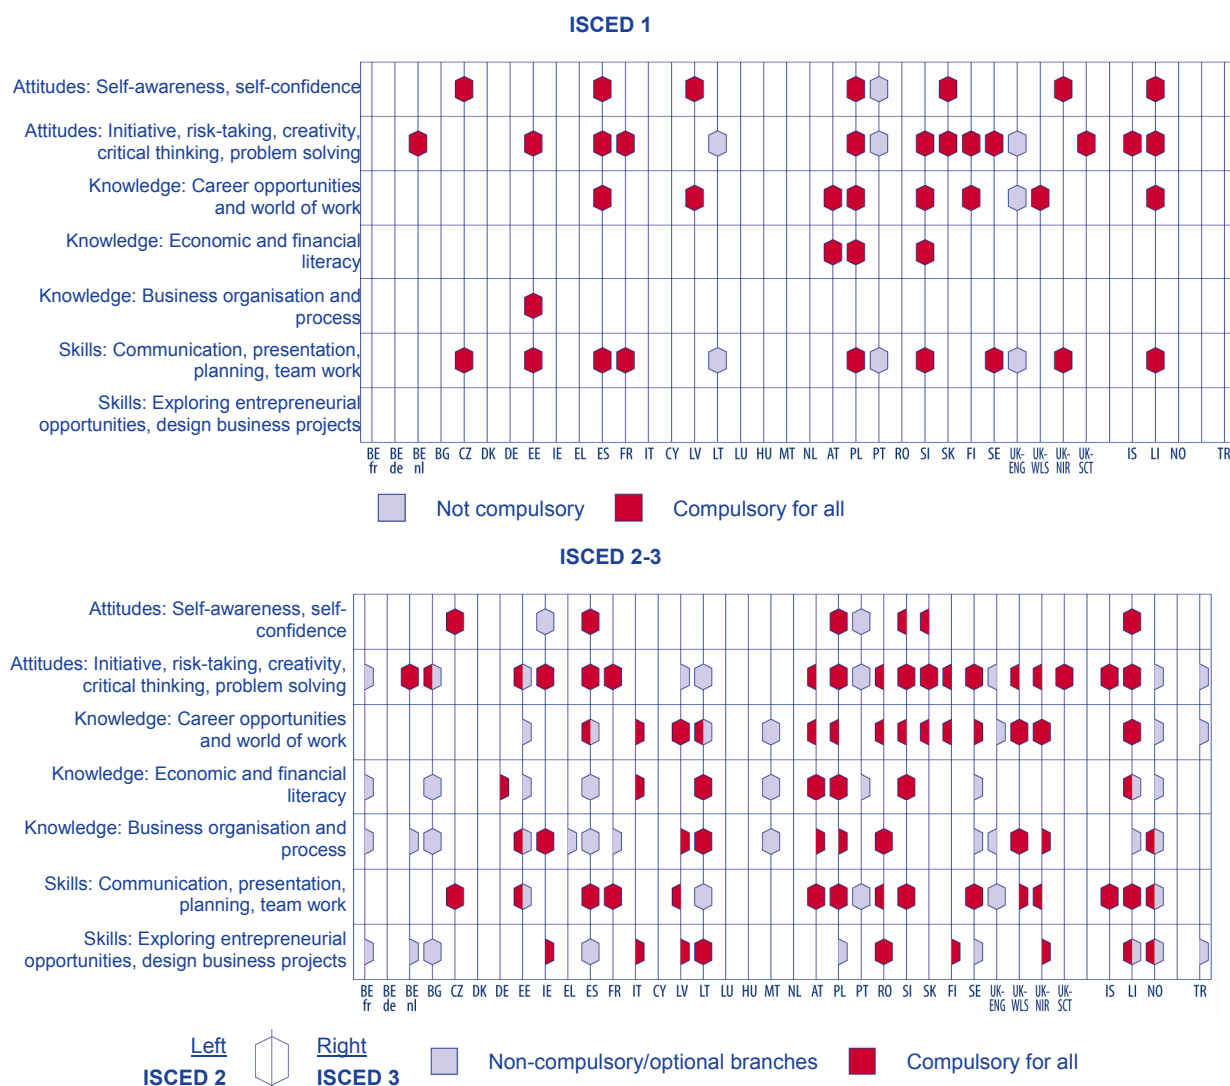 ISCED 1
Attitudes: Self-awareness, self-confidence
Attitudes: Initiative, risk-taking, creativity,
critical thinking, problem solving
Knowledge: Career opportunities
and world of work
Knowledge: Economic and financial
literacy
Knowledge: Business organisation and
process
Skills: Communication, presentation,
planning, team work
Skills: Exploring entrepreneurial
opportunities, design business projects
BE fr BE de BE nl BG CZ DK DE EE IE EL ES FR IT CY LV LT LU HU MT NL AT PL PT RO SI SK FI SE UK-ENG UK-WLS UK-NIR UK-SCT IS LI NO TR
Not compulsory Compulsory for all
ISCED 2-3
Attitudes: Self-awareness, self-
confidence
Attitudes: Initiative, risk-taking, creativity,
critical thinking, problem solving
Knowledge: Career opportunities
and world of work
Knowledge: Economic and financial
literacy
Knowledge: Business organisation and
process
Skills: Communication, presentation,
planning, team work
Skills: Exploring entrepreneurial
opportunities, design business projects
BE fr BE de BE nl BG CZ DK DE EE IE EL ES FR IT CY LV LT LU HU MT NL AT PL PT RO SI SK FI SE UK-ENG UK-WLS UK-NIR UK-SCT IS LI NO TR
Left Right
ISCED 2 ISCED 3
Non-compulsory/optional branches Compulsory for all